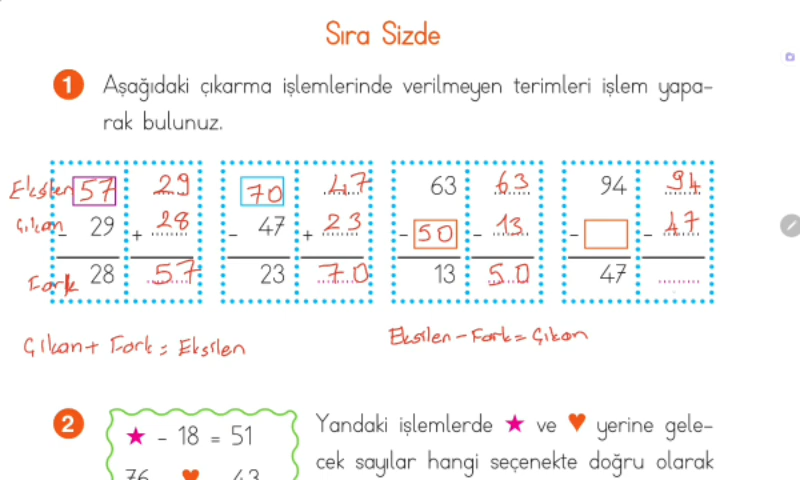 Sıra Sizde
1 Aşağıdaki çıkarma işlemlerinde verilmeyen terimleri işlem yapa-
rak bulunuz.
Eksilen 57 29 70 47 63 63 94 94
Çıkan - 29 + 28 - 47 + 23 - 50 - 13 - - 47
Fark 28 57 23 70 13 50 47 ........
Çıkan + Fark = Eksilen
Eksilen - Fark = Çıkan
2 ★ - 18 = 51
Yandaki işlemlerde ★ ve ♥ yerine gele-
76 ♥ 43
cek sayılar hangi seçenekte doğru olarak